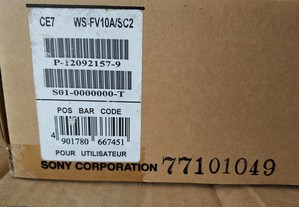 CE7 WS-FV10A/SC2
P-12092157-9
S01-0000000-T
POS BAR CODE
4 901780 667451
POUR UTILISATEUR
SONY CORPORATION 77101049